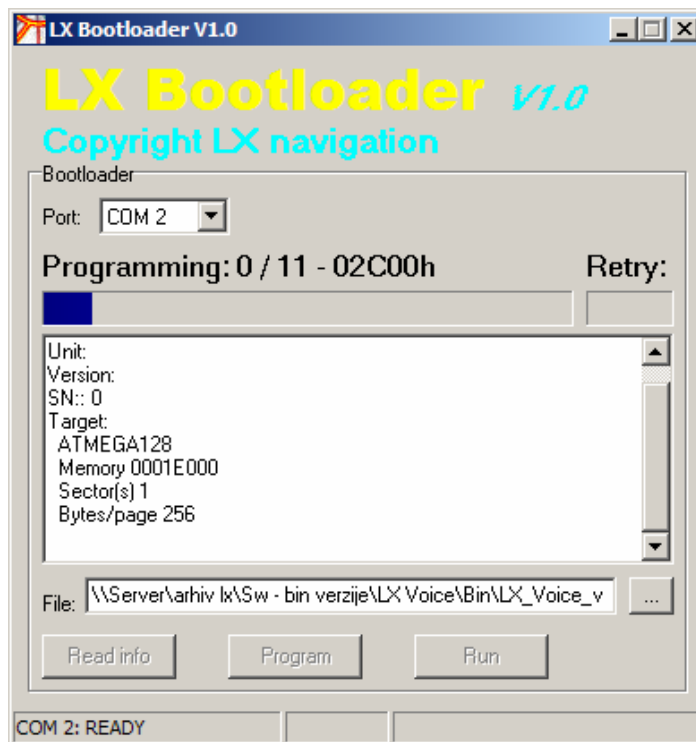 LX Bootloader V1.0
LX Bootloader V1.0
Copyright LX navigation
Bootloader
Port: COM 2
Programming: 0 / 11 - 02C00h Retry:
Unit:
Version:
SN:: 0
Target:
ATMEGA128
Memory 0001E000
Sector(s) 1
Bytes/page 256
File: \\Server\arhiv lx\Sw - bin verzije\LX Voice\Bin\LX_Voice_v ...
Read info Program Run
COM 2: READY